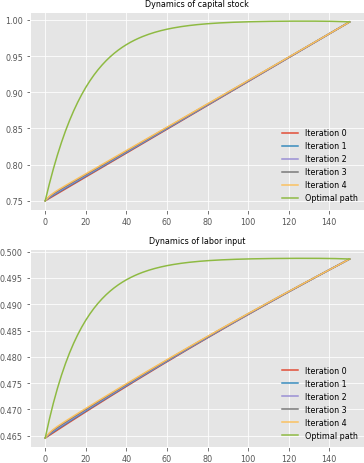 Dynamics of capital stock
1.00
0.95
0.90
0.85
0.80
0.75
Iteration 0
Iteration 1
Iteration 2
Iteration 3
Iteration 4
Optimal path
0 20 40 60 80 100 120 140
Dynamics of labor input
0.500
0.495
0.490
0.485
0.480
0.475
0.470
0.465
Iteration 0
Iteration 1
Iteration 2
Iteration 3
Iteration 4
Optimal path
0 20 40 60 80 100 120 140